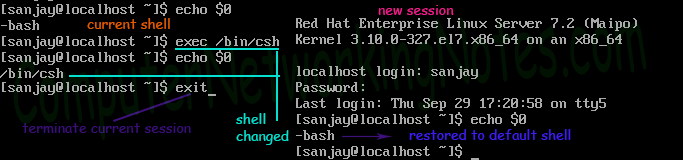 [sanjay@localhost ~]$ echo $0
-bash
current shell
[sanjay@localhost ~]$ exec /bin/csh
[sanjay@localhost ~]$ echo $0
/bin/csh
[sanjay@localhost ~]$ exit_
terminate current session
shell
changed
new session
Red Hat Enterprise Linux Server 7.2 (Maipo)
Kernel 3.10.0-327.el7.x86_64 on an x86_64
localhost login: sanjay
Password:
Last login: Thu Sep 29 17:20:58 on tty5
[sanjay@localhost ~]$ echo $0
-bash
restored to default shell
[sanjay@localhost ~]$ _